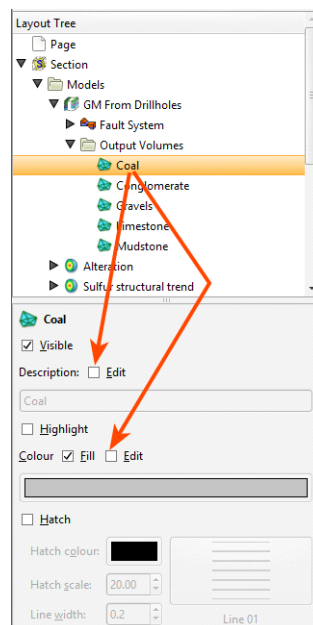 Layout Tree
Page
Section
Models
GM From Drillholes
Fault System
Output Volumes
Coal
Conglomerate
Gravels
Limestone
Mudstone
Alteration
Sulfur structural trend
Coal
Visible
Description: Edit
Coal
Highlight
Colour Fill Edit
Hatch
Hatch colour:
Hatch scale: 20.00
Line width: 0.2 Line 01